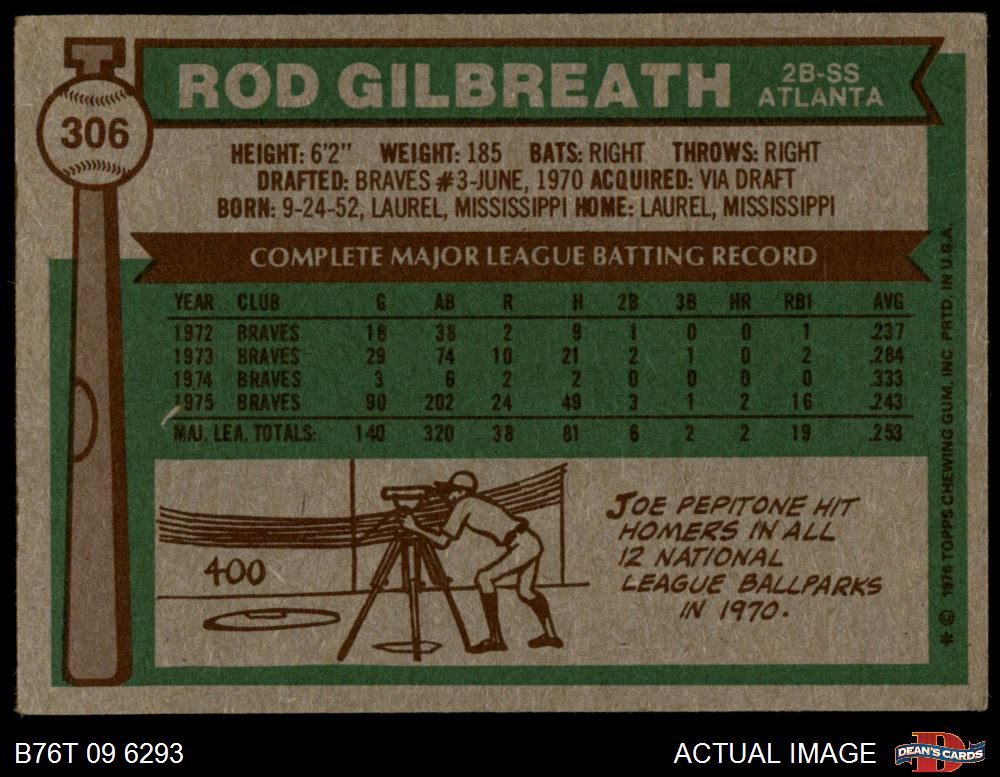 306
ROD GILBREATH
2B-SS
ATLANTA
HEIGHT: 6'2" WEIGHT: 185 BATS: RIGHT THROWS: RIGHT
DRAFTED: BRAVES #3-JUNE, 1970 ACQUIRED: VIA DRAFT
BORN: 9-24-52, LAUREL, MISSISSIPPI HOME: LAUREL, MISSISSIPPI
COMPLETE MAJOR LEAGUE BATTING RECORD
YEAR CLUB G AB R H 2B 3B HR RBI AVG
1972 BRAVES 18 38 2 9 1 0 0 1 .237
1973 BRAVES 29 74 10 21 2 1 0 2 .284
1974 BRAVES 3 6 2 2 0 0 0 0 .333
1975 BRAVES 90 202 24 49 3 1 2 16 .243
MAJ. LEA. TOTALS: 140 320 38 81 6 2 2 19 .253
400
JOE PEPITONE HIT
HOMERS IN ALL
12 NATIONAL
LEAGUE BALLPARKS
IN 1970.
* © 1976 TOPPS CHEWING GUM, INC PRTD. IN U.S.A.
B76T 09 6293
ACTUAL IMAGE
D
DEAN'S CARDS